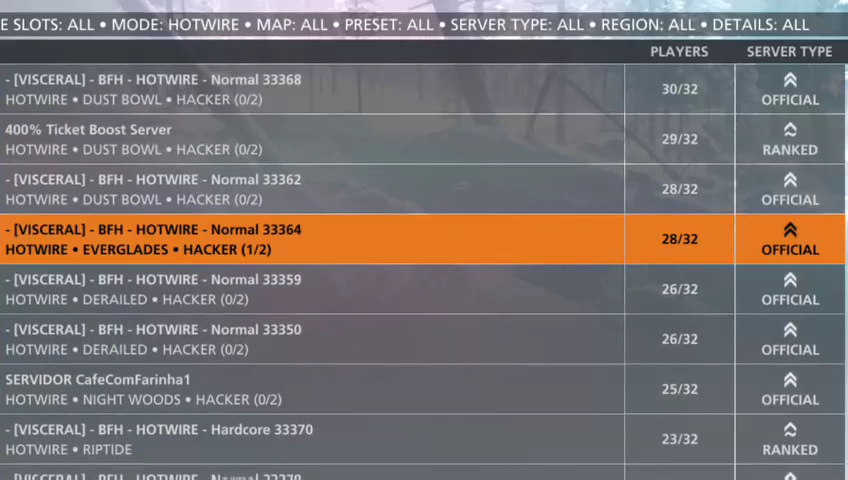 E SLOTS: ALL • MODE: HOTWIRE • MAP: ALL • PRESET: ALL • SERVER TYPE: ALL • REGION: ALL • DETAILS: ALL
PLAYERS SERVER TYPE
- [VISCERAL] - BFH - HOTWIRE - Normal 33368
HOTWIRE • DUST BOWL • HACKER (0/2)
30/32
OFFICIAL
400% Ticket Boost Server
HOTWIRE • DUST BOWL • HACKER (0/2)
29/32
RANKED
- [VISCERAL] - BFH - HOTWIRE - Normal 33362
HOTWIRE • DUST BOWL • HACKER (0/2)
28/32
OFFICIAL
- [VISCERAL] - BFH - HOTWIRE - Normal 33364
HOTWIRE • EVERGLADES • HACKER (1/2)
28/32
OFFICIAL
- [VISCERAL] - BFH - HOTWIRE - Normal 33359
HOTWIRE • DERAILED • HACKER (0/2)
26/32
OFFICIAL
- [VISCERAL] - BFH - HOTWIRE - Normal 33350
HOTWIRE • DERAILED • HACKER (0/2)
26/32
OFFICIAL
SERVIDOR CafeComFarinha1
HOTWIRE • NIGHT WOODS • HACKER (0/2)
25/32
OFFICIAL
- [VISCERAL] - BFH - HOTWIRE - Hardcore 33370
HOTWIRE • RIPTIDE
23/32
RANKED
- [VISCERAL] - BFH - HOTWIRE - Normal